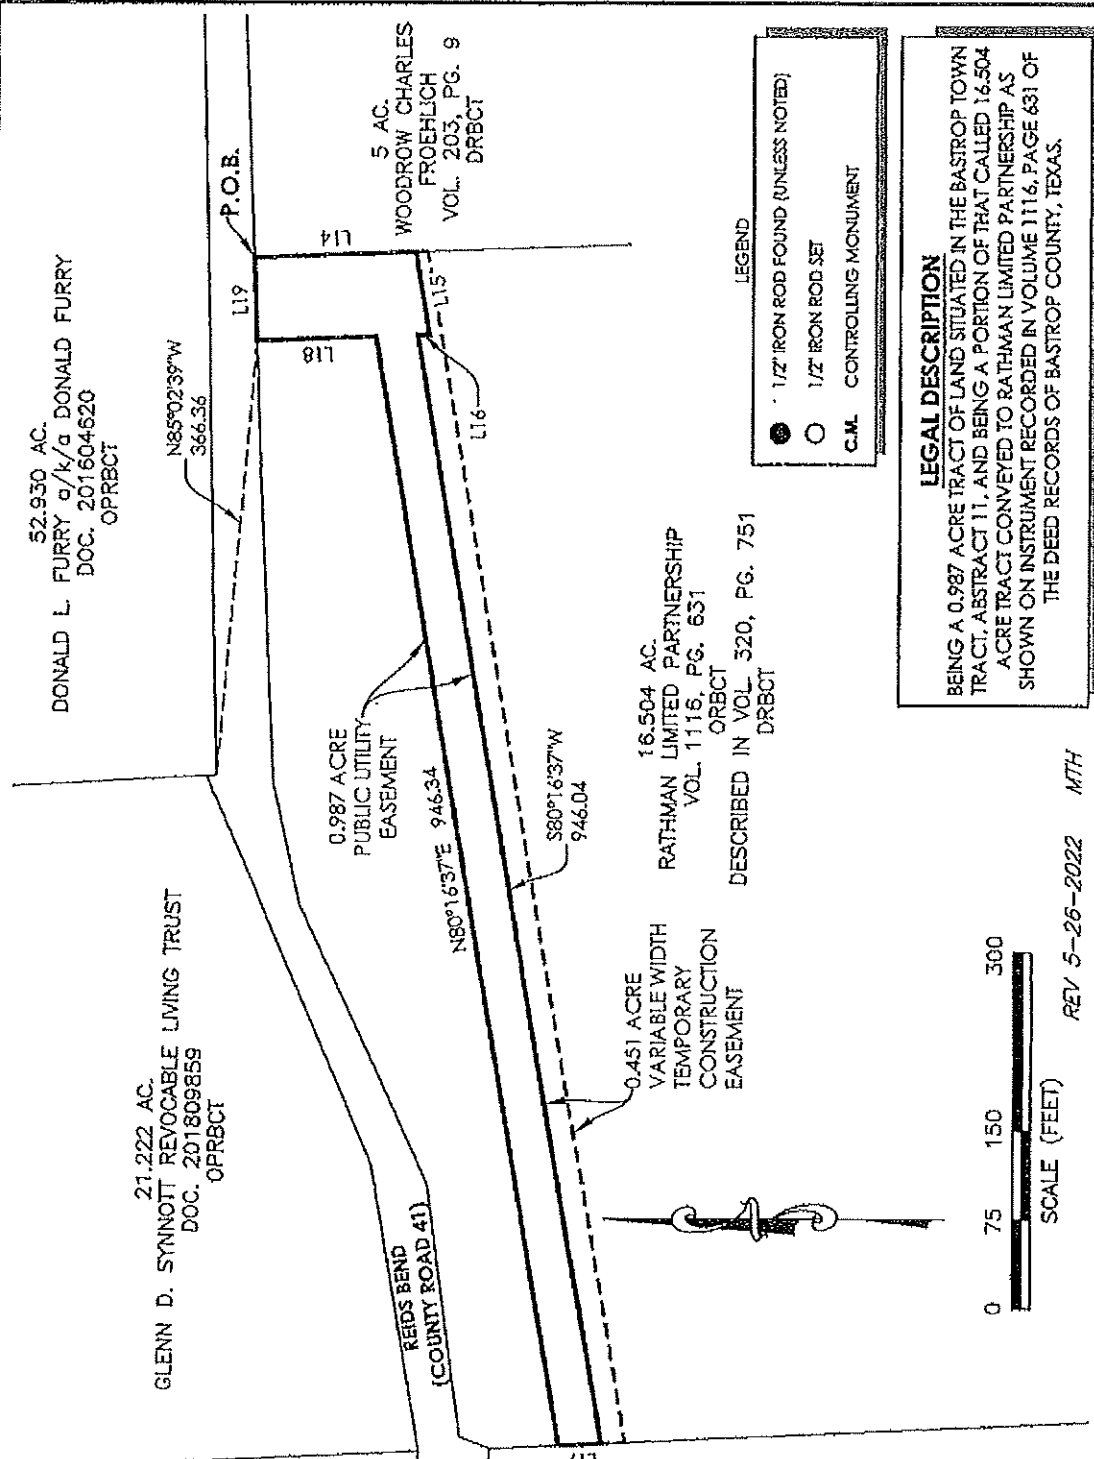 52.930 AC.
DONALD L. FURRY a/k/a DONALD FURRY
DOC. 201604620
OPRBCT
N85°02'39"W
366.36
L19
P.O.B.
L14
L18
L15
L16
5 AC.
WOODROW CHARLES
FROEHLICH
VOL. 203, PG. 9
DRBCT
21.222 AC.
GLENN D. SYNNOTT REVOCABLE LIVING TRUST
DOC. 201809859
OPRBCT
REIDS BEND
(COUNTY ROAD 41)
0.987 ACRE
PUBLIC UTILITY
EASEMENT
N80°16'37"E 946.34
S80°16'37"W
946.04
16.504 AC.
RATHMAN LIMITED PARTNERSHIP
VOL. 1116, PG. 631
ORBCT
DESCRIBED IN VOL. 320, PG. 751
DRBCT
0.451 ACRE
VARIABLE WIDTH
TEMPORARY
CONSTRUCTION
EASEMENT
L17
LEGEND
1/2" IRON ROD FOUND (UNLESS NOTED)
1/2" IRON ROD SET
C.M. CONTROLLING MONUMENT
LEGAL DESCRIPTION
BEING A 0.987 ACRE TRACT OF LAND SITUATED IN THE BASTROP TOWN
TRACT, ABSTRACT 11, AND BEING A PORTION OF THAT CALLED 16.504
ACRE TRACT CONVEYED TO RATHMAN LIMITED PARTNERSHIP AS
SHOWN ON INSTRUMENT RECORDED IN VOLUME 1116, PAGE 631 OF
THE DEED RECORDS OF BASTROP COUNTY, TEXAS.
0 75 150 300
SCALE (FEET)
REV 5-26-2022 MTH